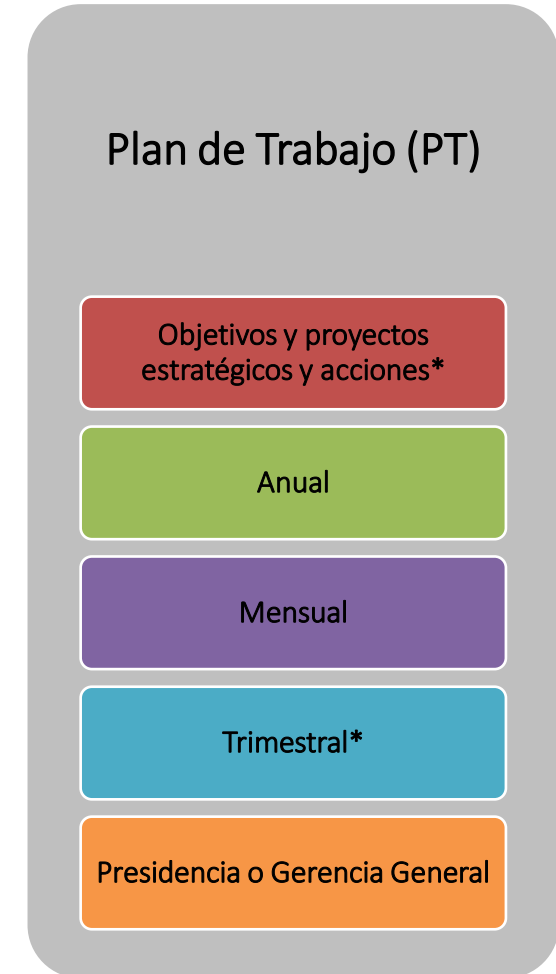 Plan de Trabajo (PT)
Objetivos y proyectos
estratégicos y acciones*
Anual
Mensual
Trimestral*
Presidencia o Gerencia General